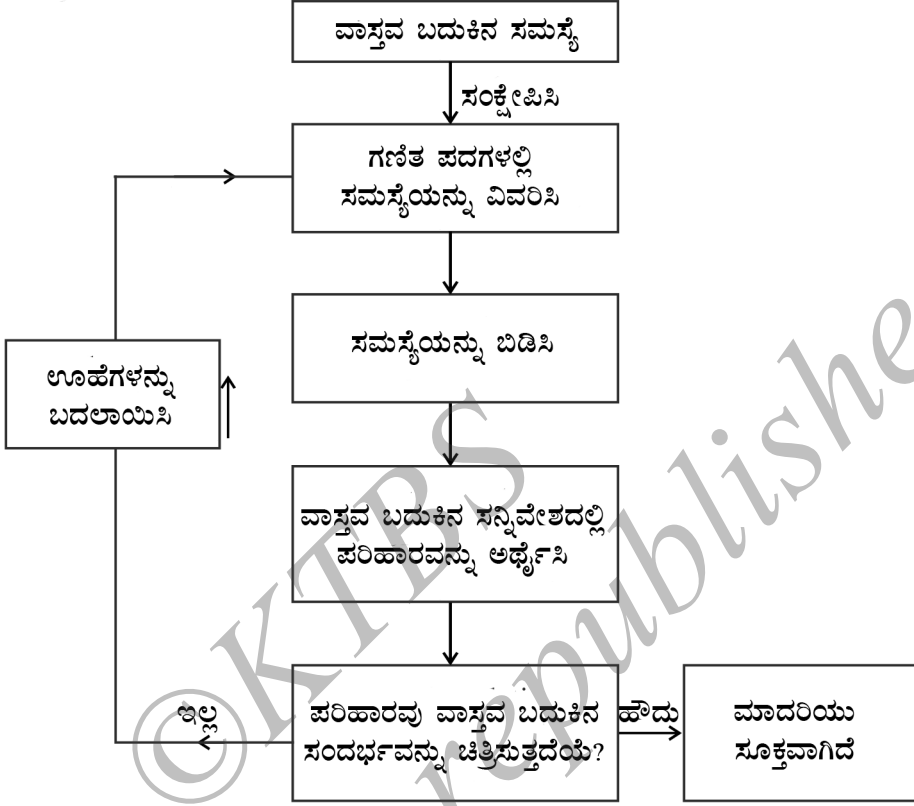 ವಾಸ್ತವ ಬದುಕಿನ ಸಮಸ್ಯೆ
ಸಂಕ್ಷೇಪಿಸಿ
ಗಣಿತ ಪದಗಳಲ್ಲಿ
ಸಮಸ್ಯೆಯನ್ನು ವಿವರಿಸಿ
ಸಮಸ್ಯೆಯನ್ನು ಬಿಡಿಸಿ
ಊಹೆಗಳನ್ನು
ಬದಲಾಯಿಸಿ
ವಾಸ್ತವ ಬದುಕಿನ ಸನ್ನಿವೇಶದಲ್ಲಿ
ಪರಿಹಾರವನ್ನು ಅರ್ಥೈಸಿ
ಇಲ್ಲ
ಪರಿಹಾರವು ವಾಸ್ತವ ಬದುಕಿನ
ಸಂದರ್ಭವನ್ನು ಚಿತ್ರಿಸುತ್ತದೆಯೇ?
ಹೌದು
ಮಾದರಿಯು
ಸೂಕ್ತವಾಗಿದೆ
©KTBS
republishe